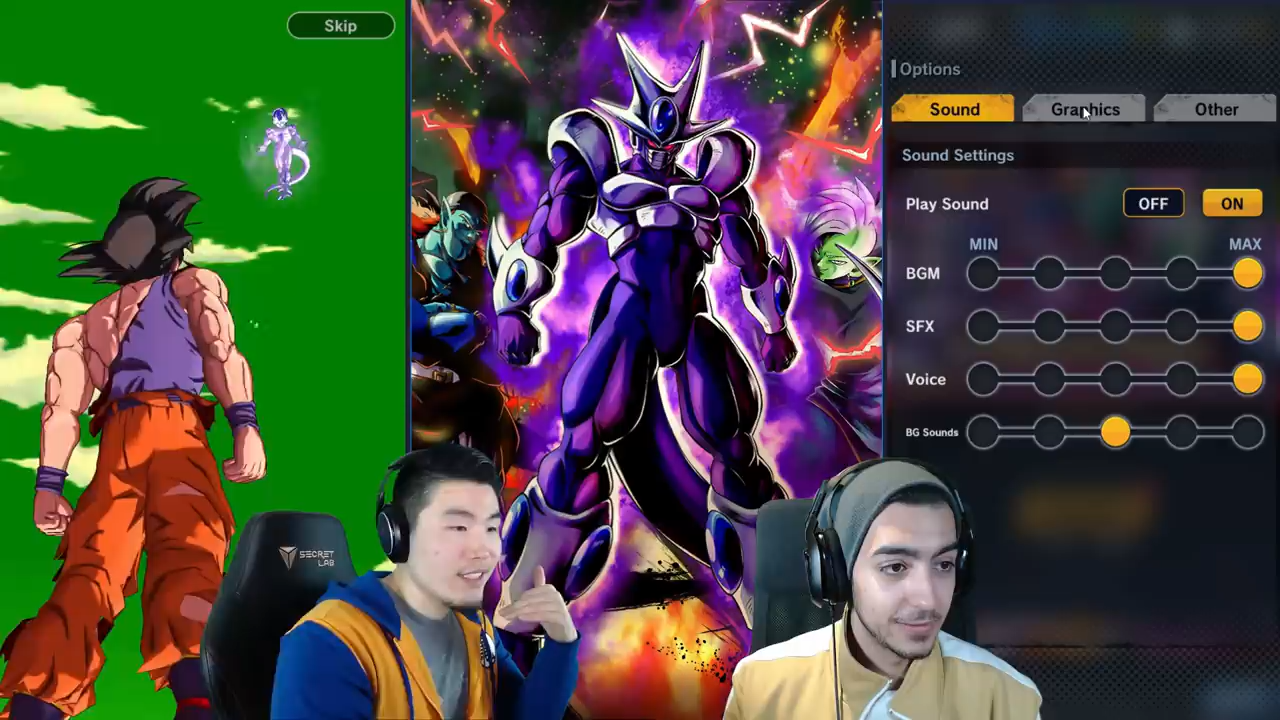 Skip
Options
Sound
Graphics
Other
Sound Settings
Play Sound
OFF
ON
MIN
MAX
BGM
SFX
Voice
BG Sounds
SECRET
LAB